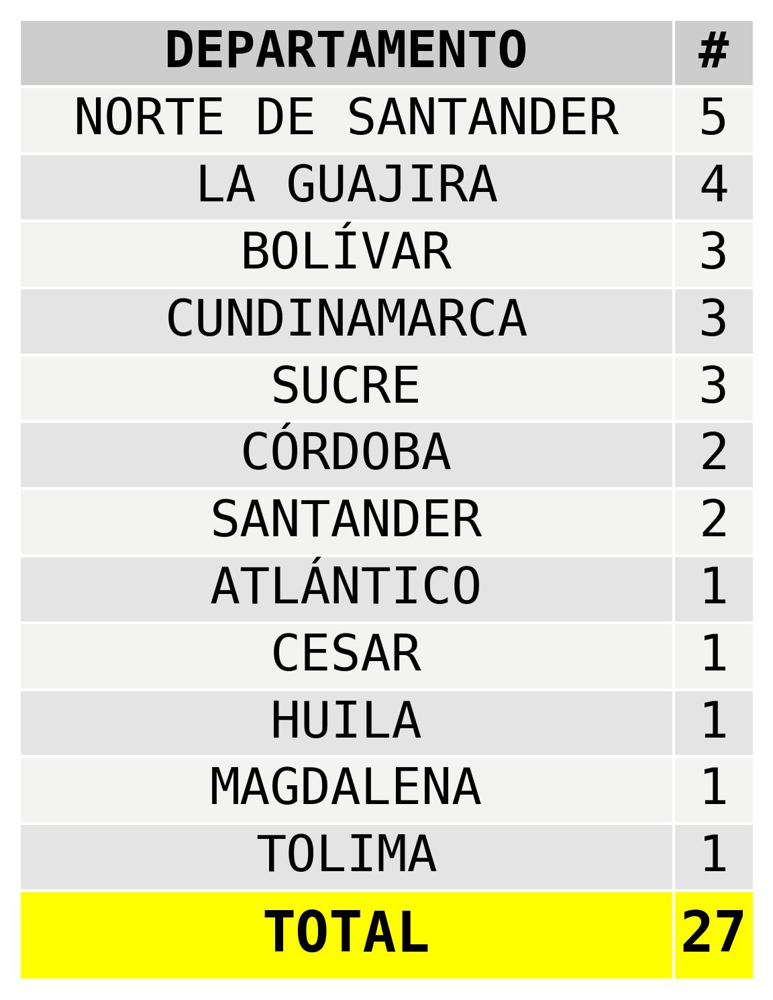 DEPARTAMENTO #
NORTE DE SANTANDER 5
LA GUAJIRA 4
BOLÍVAR 3
CUNDINAMARCA 3
SUCRE 3
CÓRDOBA 2
SANTANDER 2
ATLÁNTICO 1
CESAR 1
HUILA 1
MAGDALENA 1
TOLIMA 1
TOTAL 27